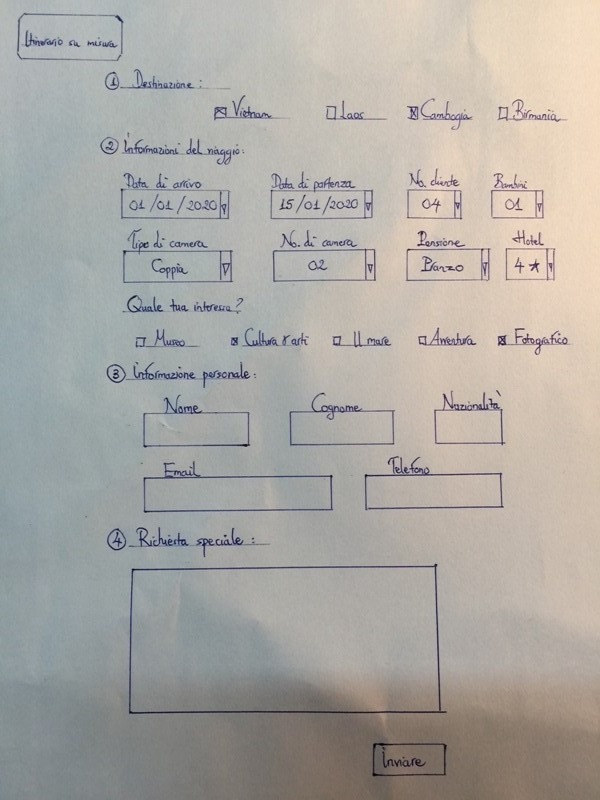 Itinerario su misura
① Destinazione:
Vietnam Laos Cambogia Birmania
② Informazioni del viaggio:
Data di arrivo Data di partenza No. cliente Bambini
01/01/2020 15/01/2020 04 01
Tipo di camera No. di camera Pensione Hotel
Coppia 02 Pranzo 4★
Quale tua interessa?
Museo Cultura & arti Il mare Avventura Fotografico
③ Informazione personale:
Nome Cognome Nazionalità
Email Telefono
④ Richiesta speciale:
Inviare